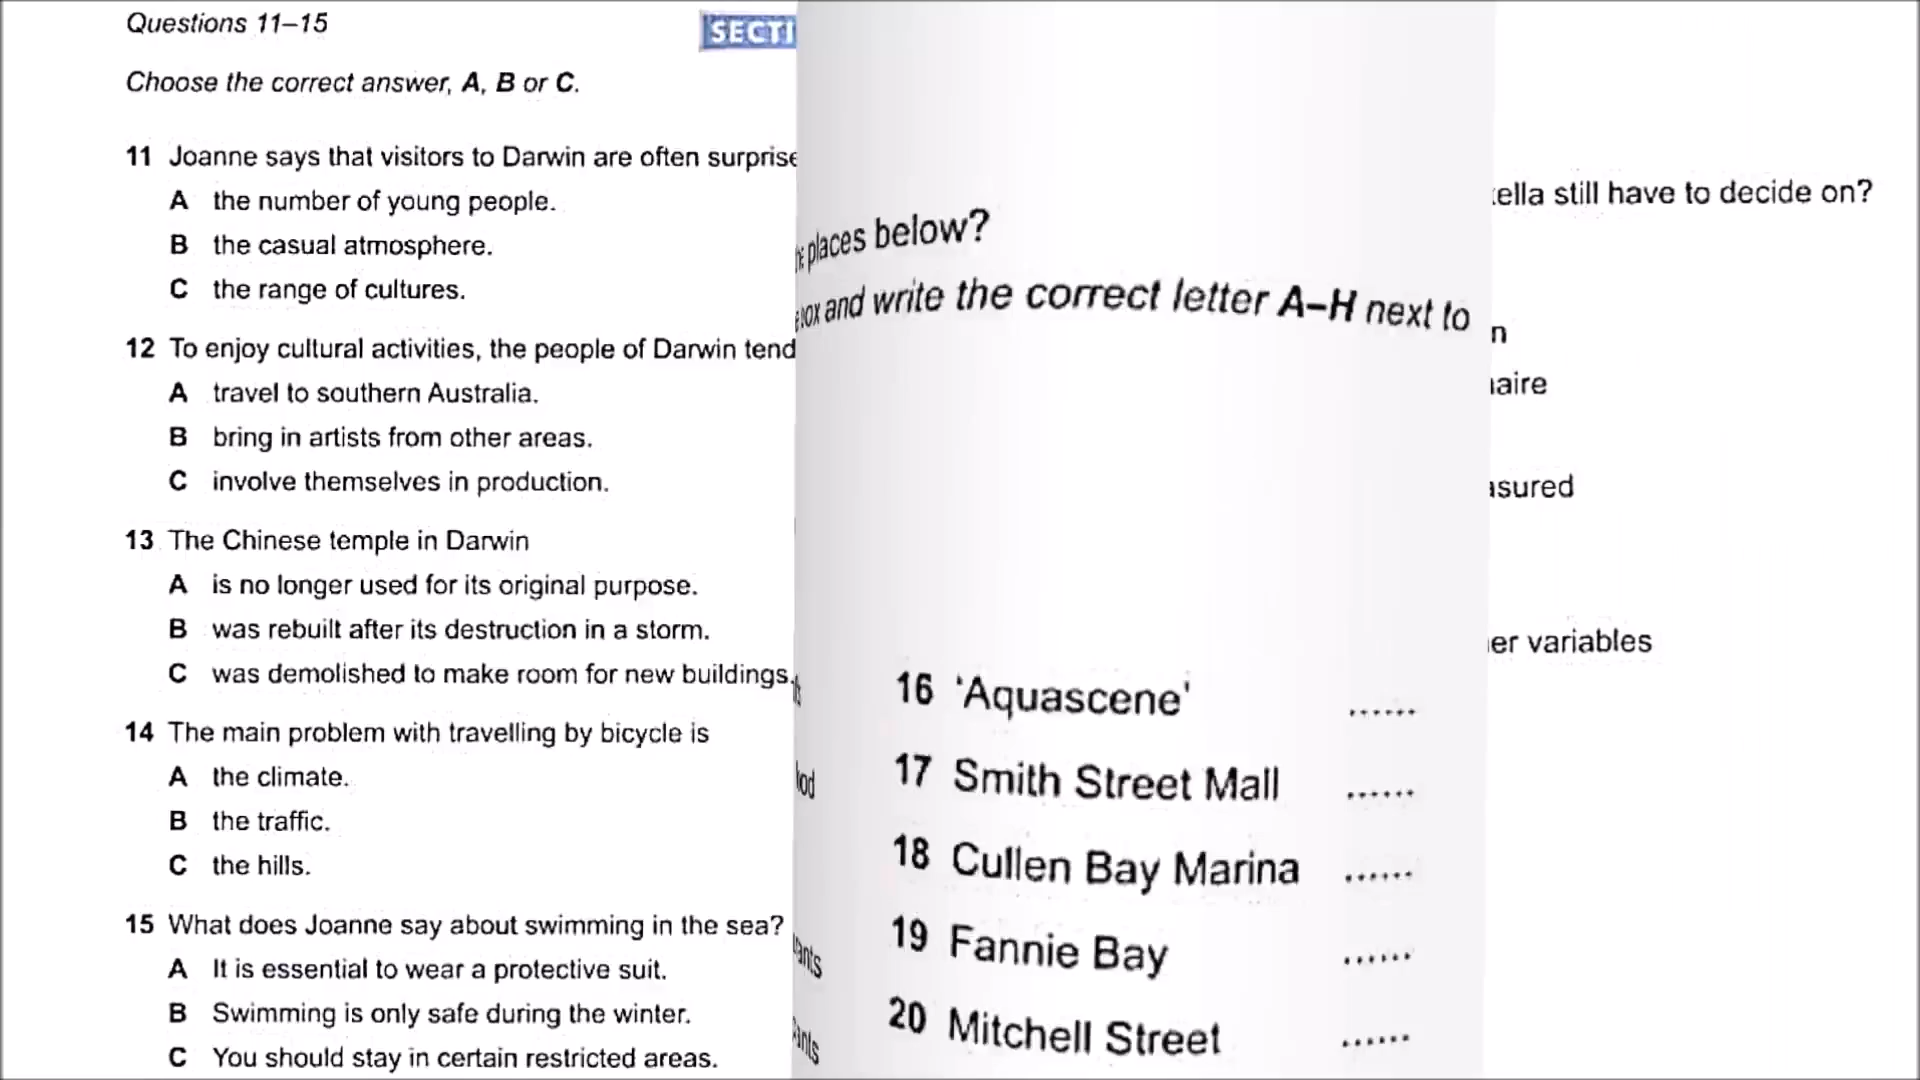 Questions 11–15
Choose the correct answer, A, B or C.
11 Joanne says that visitors to Darwin are often
A the number of young people.
B the casual atmosphere.
C the range of cultures.
12 To enjoy cultural activities, the people of Darwin tend
A travel to southern Australia.
B bring in artists from other areas.
C involve themselves in production.
13 The Chinese temple in Darwin
A is no longer used for its original purpose.
B was rebuilt after its destruction in a storm.
C was demolished to make room for new buildings.
14 The main problem with travelling by bicycle is
A the climate.
B the traffic.
C the hills.
15 What does Joanne say about swimming in the sea?
A It is essential to wear a protective suit.
B Swimming is only safe during the winter.
C You should stay in certain restricted areas.
places below?
and write the correct letter A–H next to
16 'Aquascene' ......
17 Smith Street Mall ......
18 Cullen Bay Marina ......
19 Fannie Bay ......
20 Mitchell Street ......
still have to decide on?
variables